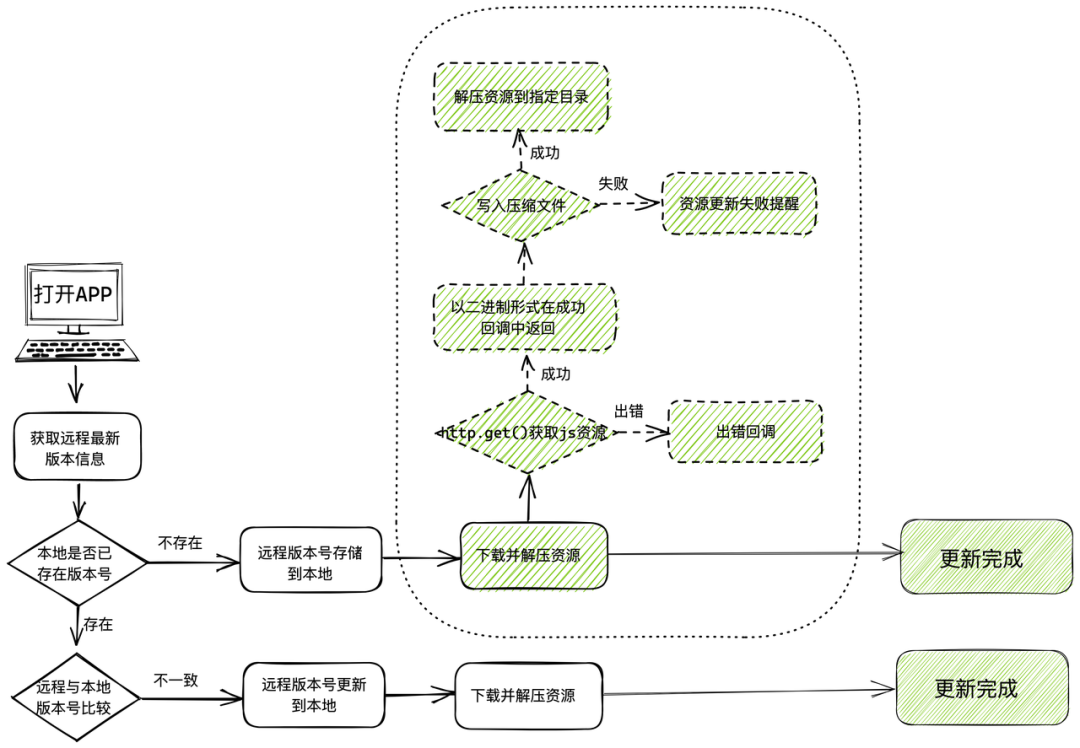 解压资源到指定目录
成功
写入压缩文件
失败
资源更新失败提醒
打开APP
以二进制形式在成功
回调中返回
成功
http.get()获取js资源
出错
出错回调
获取远程最新
版本信息
本地是否已
存在版本号
不存在
远程版本号存储
到本地
下载并解压资源
更新完成
存在
远程与本地
版本号比较
不一致
远程版本号更新
到本地
下载并解压资源
更新完成